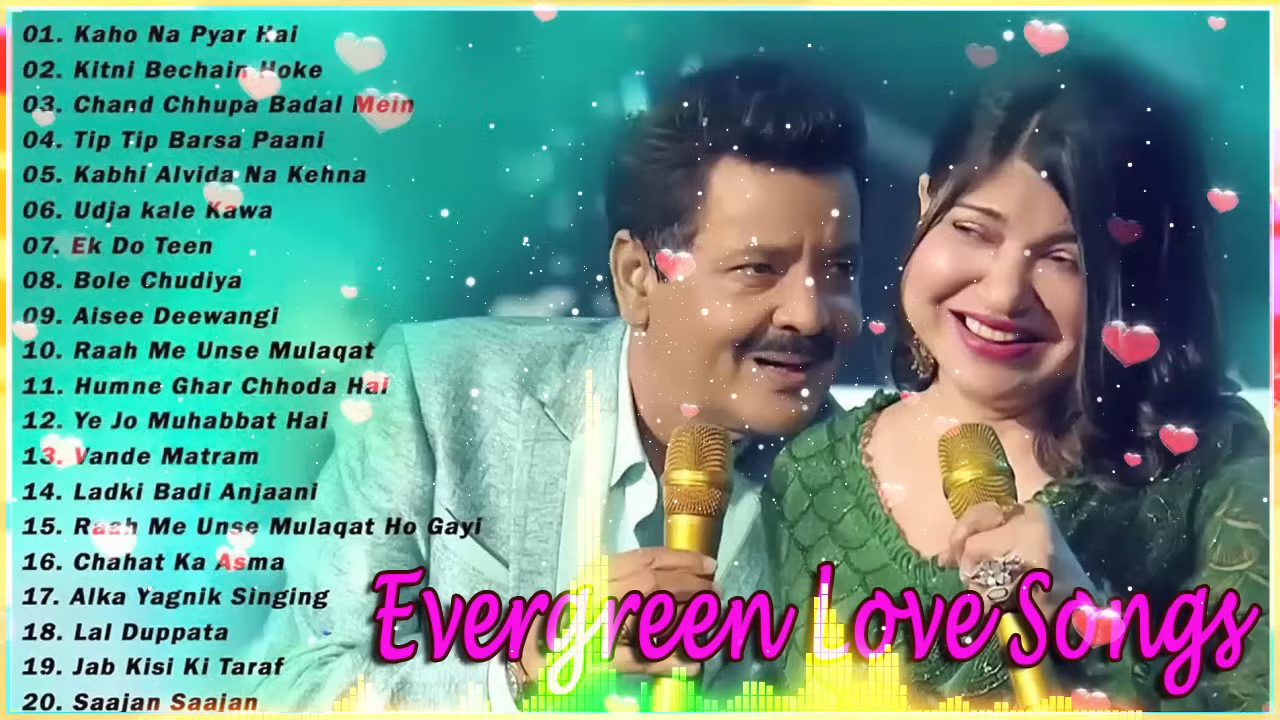 01. Kaho Na Pyar Hai
02. Kitni Bechain Hoke
03. Chand Chhupa Badal Mein
04. Tip Tip Barsa Paani
05. Kabhi Alvida Na Kehna
06. Udja kale Kawa
07. Ek Do Teen
08. Bole Chudiya
09. Aisee Deewangi
10. Raah Me Unse Mulaqat
11. Humne Ghar Chhoda Hai
12. Ye Jo Muhabbat Hai
13. Vande Matram
14. Ladki Badi Anjaani
15. Raah Me Unse Mulaqat Ho Gayi
16. Chahat Ka Asma
17. Alka Yagnik Singing
18. Lal Duppata
19. Jab Kisi Ki Taraf
20. Saajan Saajan
Evergreen Love Songs